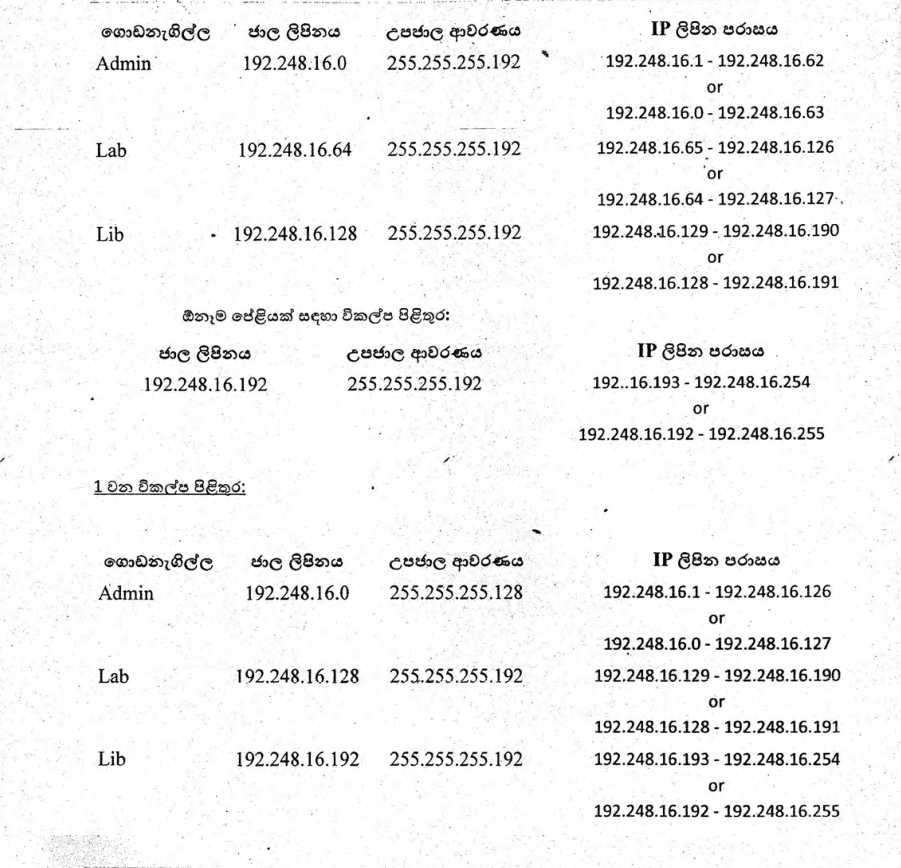 ගොඩනැගිල්ල ජාල ලිපිනය උපජාල ආවරණය IP ලිපින පරාසය
Admin 192.248.16.0 255.255.255.192 192.248.16.1 - 192.248.16.62
or
192.248.16.0 - 192.248.16.63
Lab 192.248.16.64 255.255.255.192 192.248.16.65 - 192.248.16.126
or
192.248.16.64 - 192.248.16.127
Lib 192.248.16.128 255.255.255.192 192.248.16.129 - 192.248.16.190
or
192.248.16.128 - 192.248.16.191
ඕනෑම පේළියක් සඳහා විකල්ප පිළිතුර:
ජාල ලිපිනය උපජාල ආවරණය IP ලිපින පරාසය
192.248.16.192 255.255.255.192 192..16.193 - 192.248.16.254
or
192.248.16.192 - 192.248.16.255
1 වන විකල්ප පිළිතුර:
ගොඩනැගිල්ල ජාල ලිපිනය උපජාල ආවරණය IP ලිපින පරාසය
Admin 192.248.16.0 255.255.255.128 192.248.16.1 - 192.248.16.126
or
192.248.16.0 - 192.248.16.127
Lab 192.248.16.128 255.255.255.192 192.248.16.129 - 192.248.16.190
or
192.248.16.128 - 192.248.16.191
Lib 192.248.16.192 255.255.255.192 192.248.16.193 - 192.248.16.254
or
192.248.16.192 - 192.248.16.255